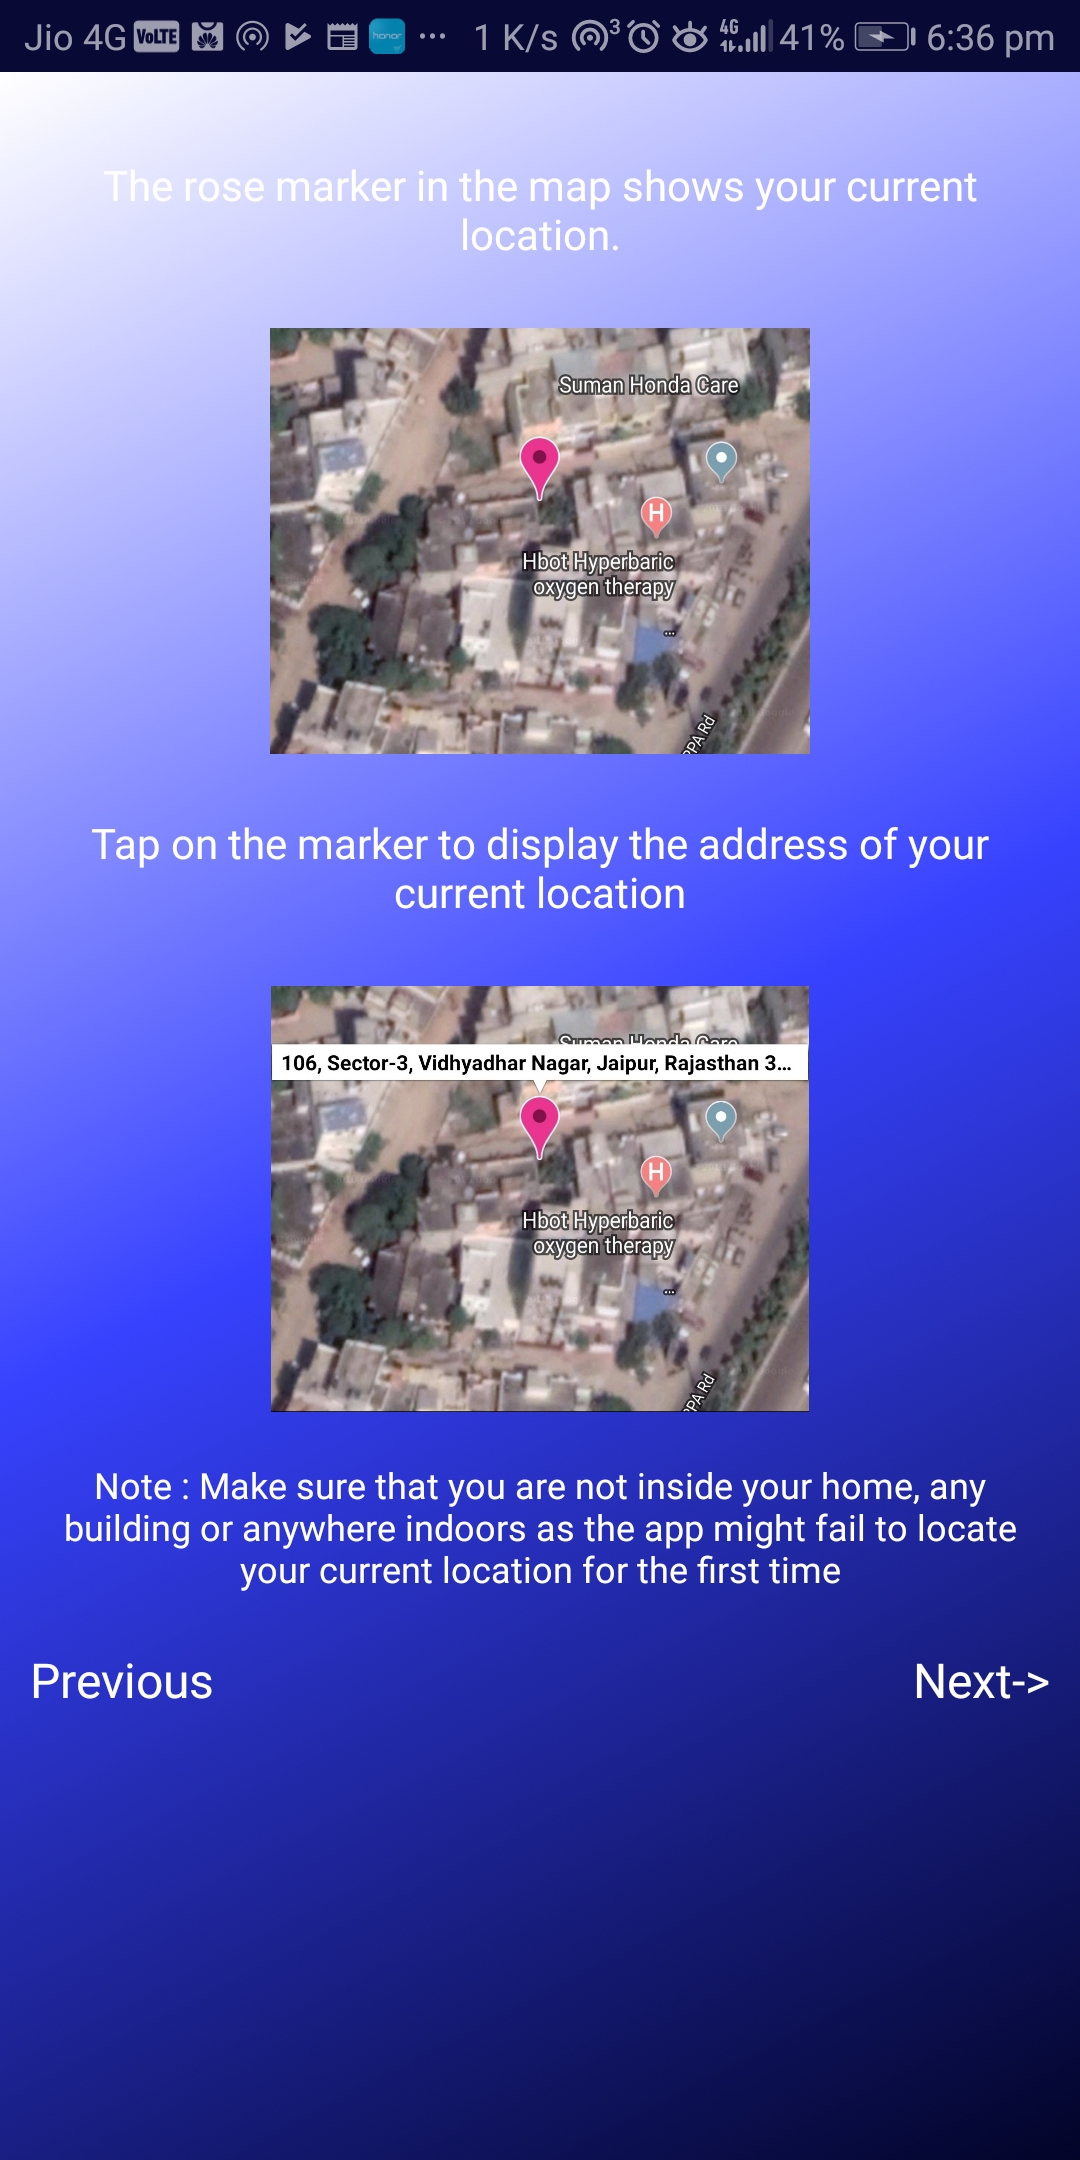 Jio 4G VoLTE honor ... 1 K/s 3 4G 41% 6:36 pm
The rose marker in the map shows your current
location.
Suman Honda Care
H
Hbot Hyperbaric
oxygen therapy
...
PPA Rd
Tap on the marker to display the address of your
current location
Suman Honda Care
106, Sector-3, Vidhyadhar Nagar, Jaipur, Rajasthan 3...
H
Hbot Hyperbaric
oxygen therapy
...
PPA Rd
Note : Make sure that you are not inside your home, any
building or anywhere indoors as the app might fail to locate
your current location for the first time
Previous
Next->